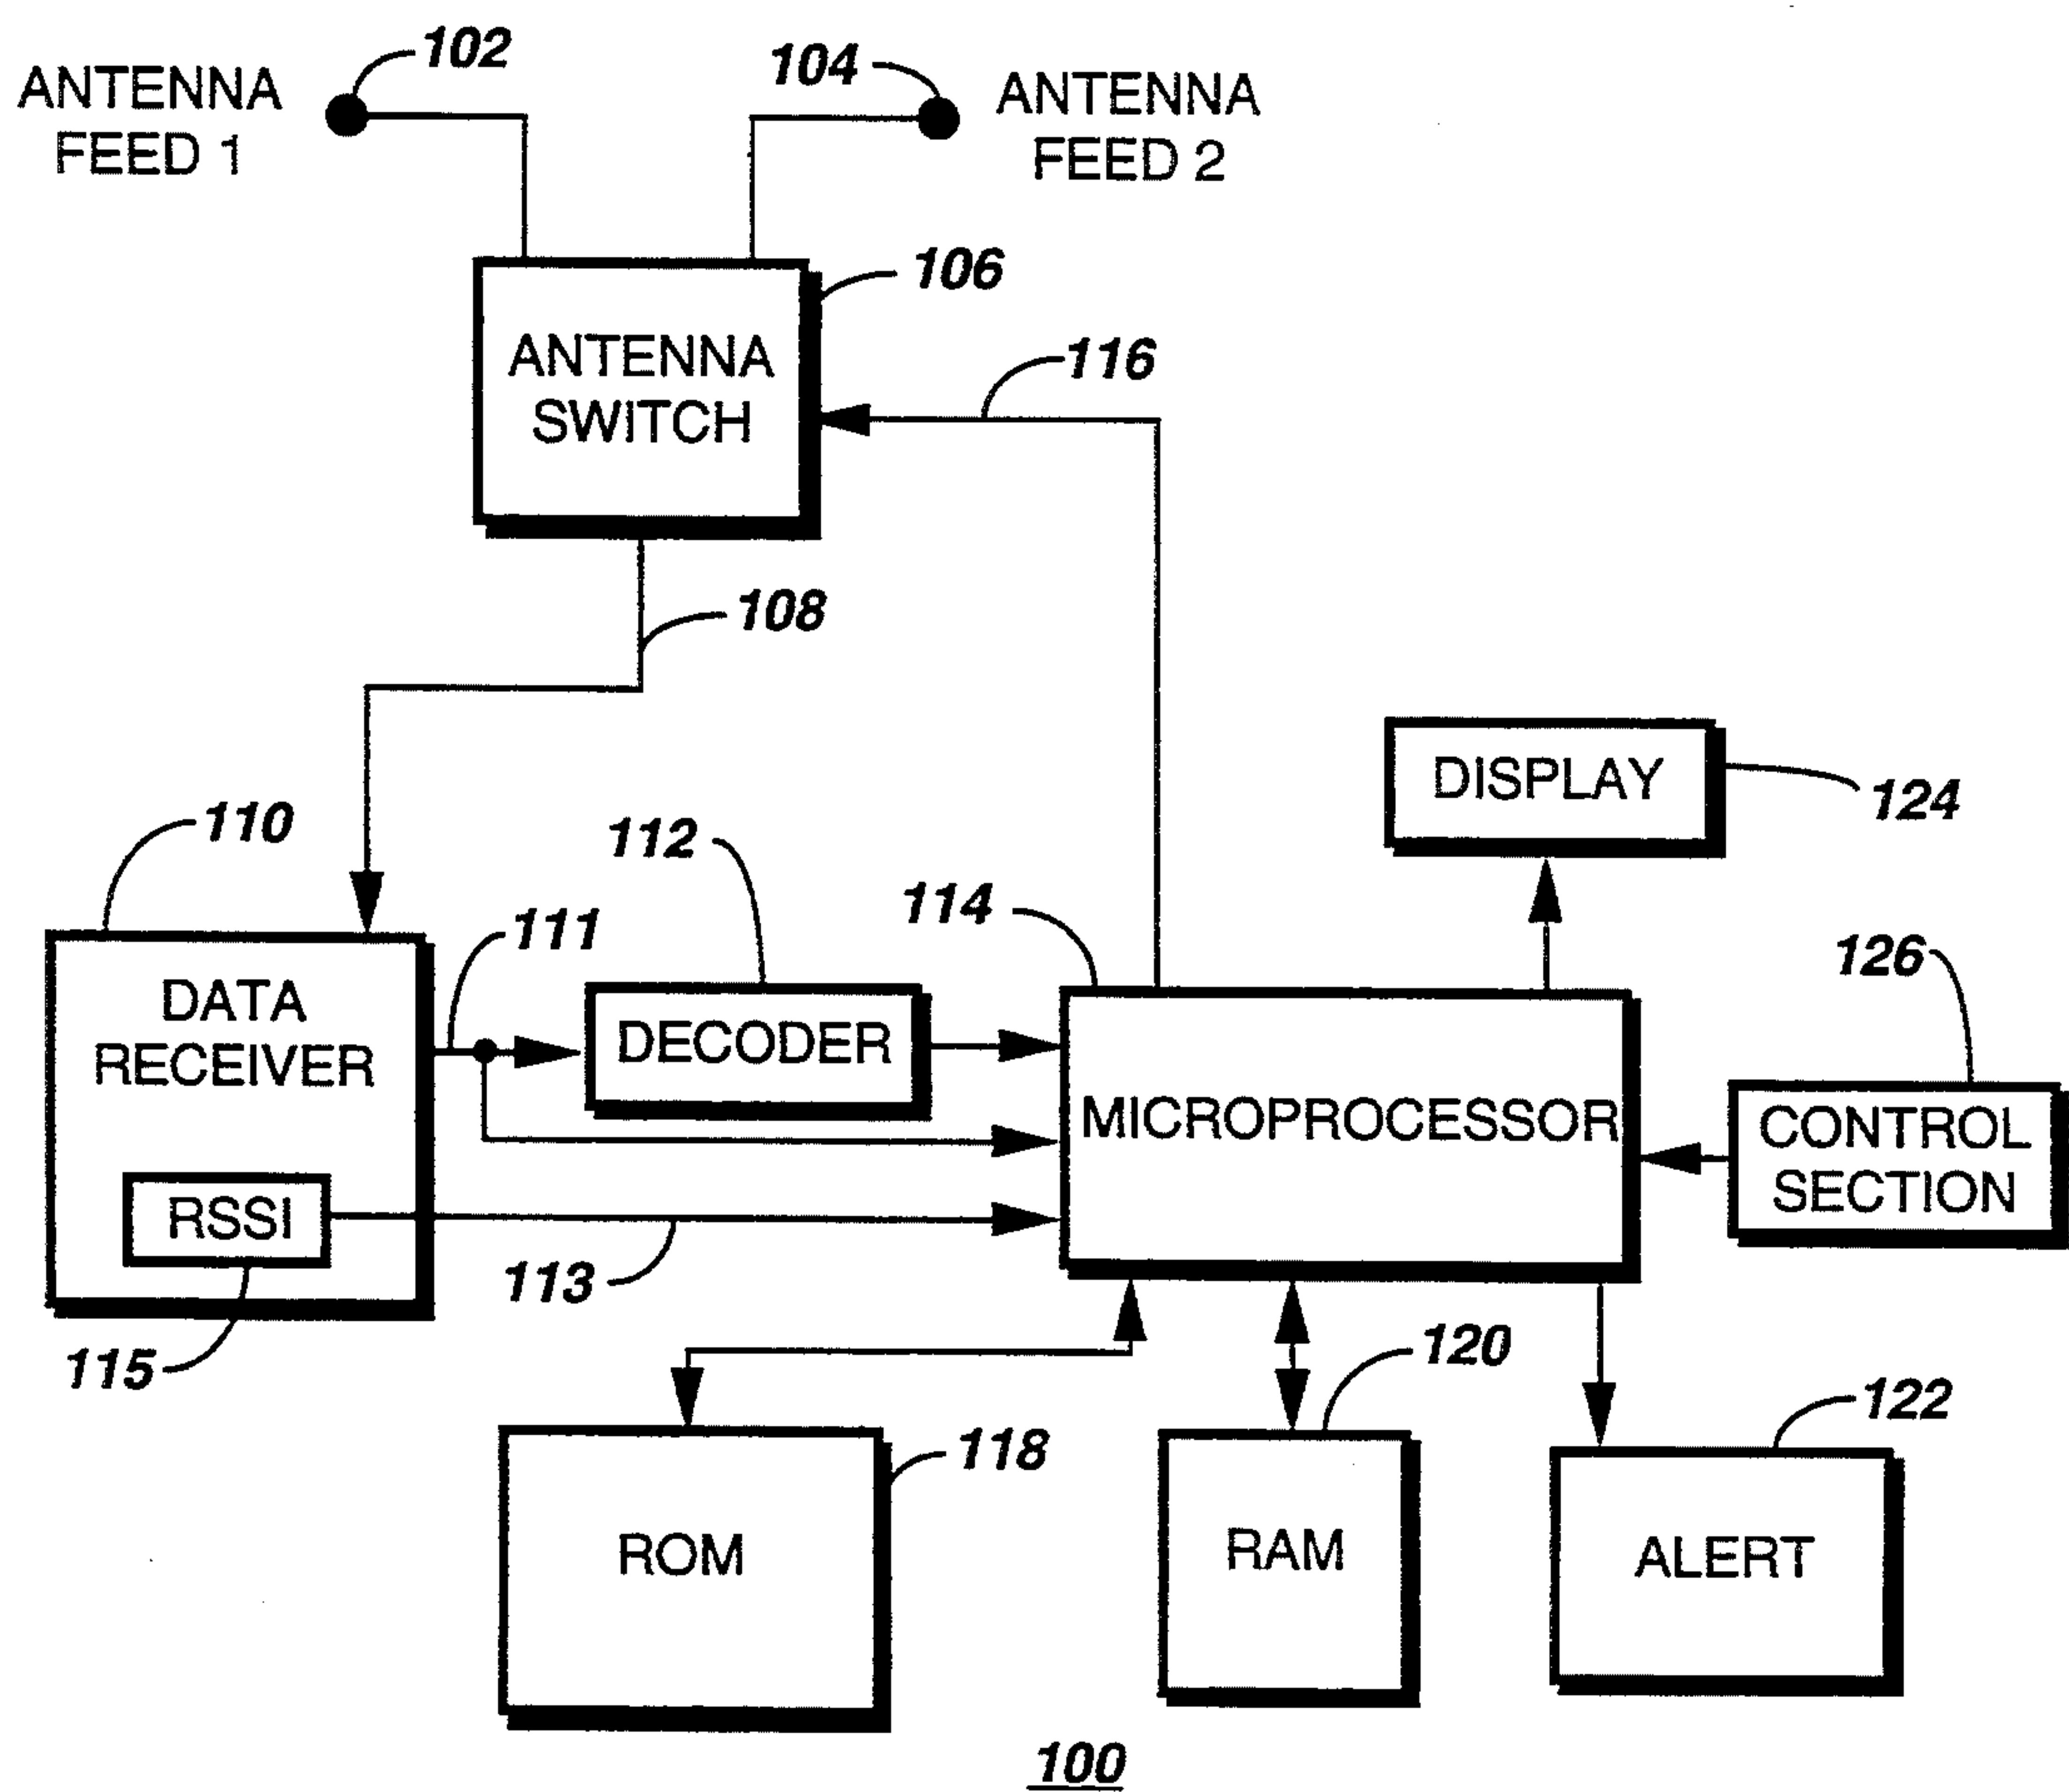 102
104
ANTENNA
FEED 1
ANTENNA
FEED 2
106
ANTENNA
SWITCH
116
108
DISPLAY
124
110
112
114
111
126
DATA
RECEIVER
DECODER
MICROPROCESSOR
CONTROL
SECTION
RSSI
113
115
120
122
118
ROM
RAM
ALERT
100